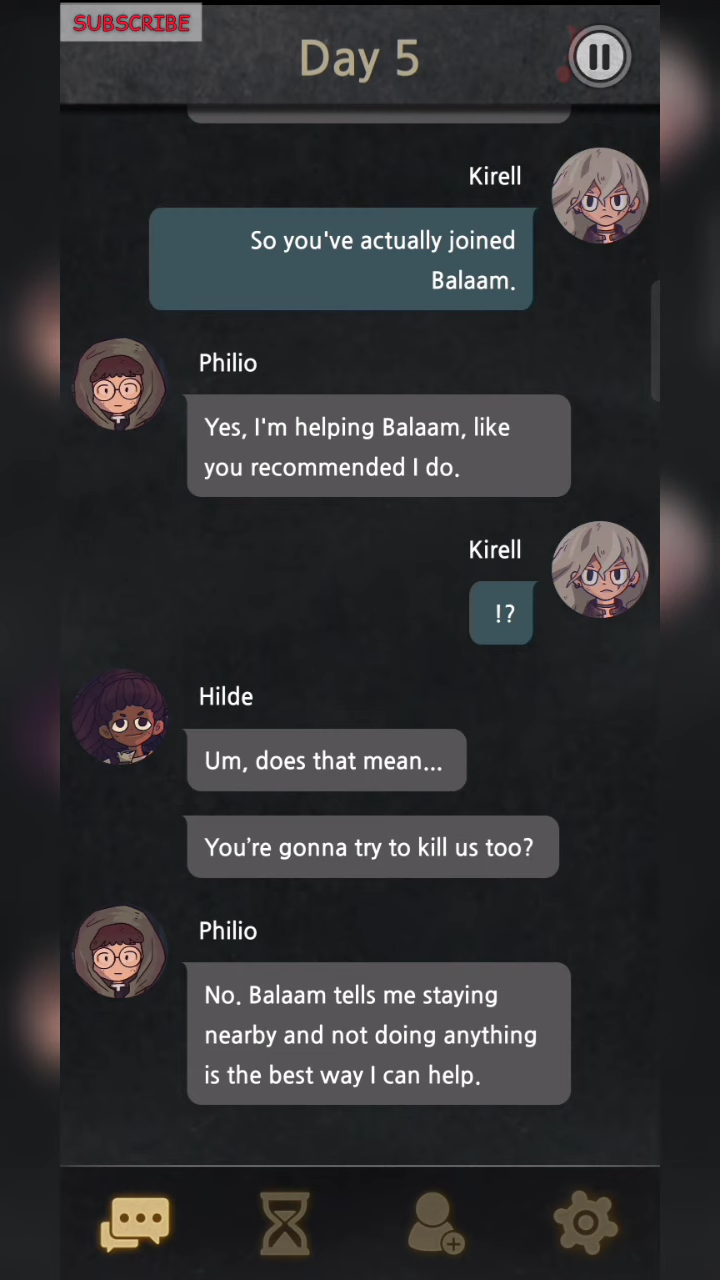 SUBSCRIBE
Day 5
Kirell
So you've actually joined
Balaam.
Philio
Yes, I'm helping Balaam, like
you recommended I do.
Kirell
!?
Hilde
Um, does that mean...
You’re gonna try to kill us too?
Philio
No. Balaam tells me staying
nearby and not doing anything
is the best way I can help.